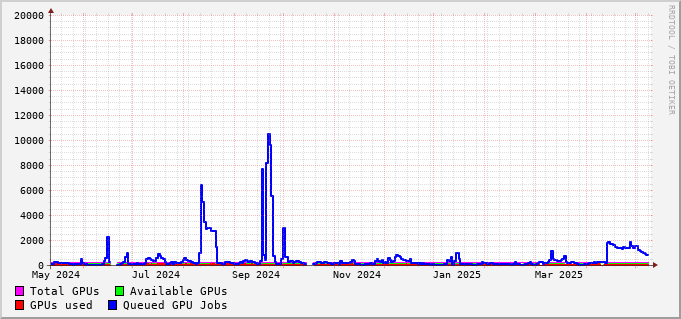 20000
18000
16000
14000
12000
10000
8000
6000
4000
2000
0
May 2024 Jul 2024 Sep 2024 Nov 2024 Jan 2025 Mar 2025
Total GPUs Available GPUs
GPUs used Queued GPU Jobs
RRDTOOL / TOBI OETIKER